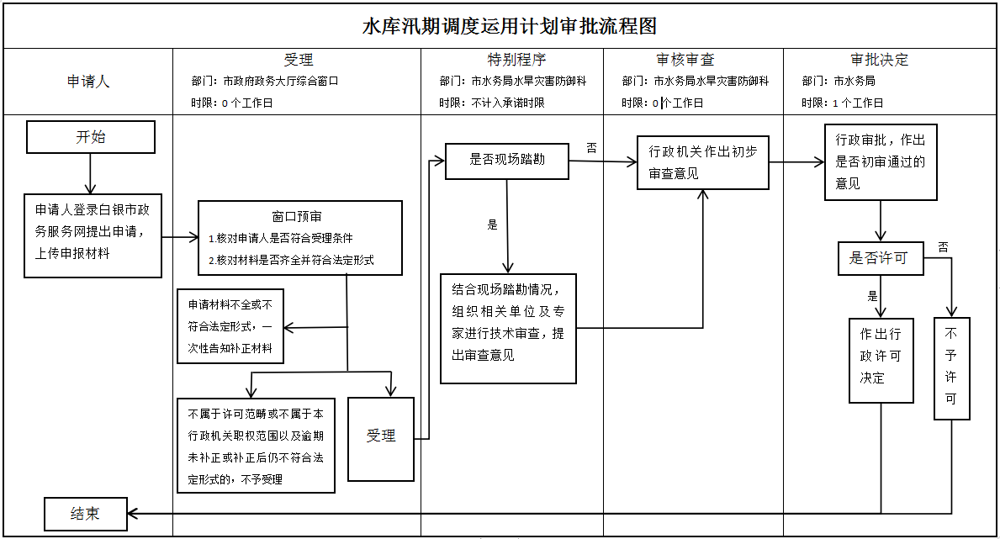 水库汛期调度运用计划审批流程图
申请人
受理
部门：市政府政务大厅综合窗口
时限：0 个工作日
特别程序
部门：市水务局水旱灾害防御科
时限：不计入承诺时限
审核审查
部门：市水务局水旱灾害防御科
时限：0个工作日
审批决定
部门：市水务局
时限：1 个工作日
开始
申请人登录白银市政
务服务网提出申请，
上传申报材料
窗口预审
1.核对申请人是否符合受理条件
2.核对材料是否齐全并符合法定形式
申请材料不全或不
符合法定形式，一
次性告知补正材料
不属于许可范畴或不属于本
行政机关职权范围以及逾期
未补正或补正后仍不符合法
定形式的，不予受理
受理
是否现场踏勘
否
是
结合现场踏勘情况，
组织相关单位及专
家进行技术审查，提
出审查意见
行政机关作出初步
审查意见
行政审批，作出
是否初审通过的
意见
是否许可
否
是
作出行
政许可
决定
不
予
许
可
结束